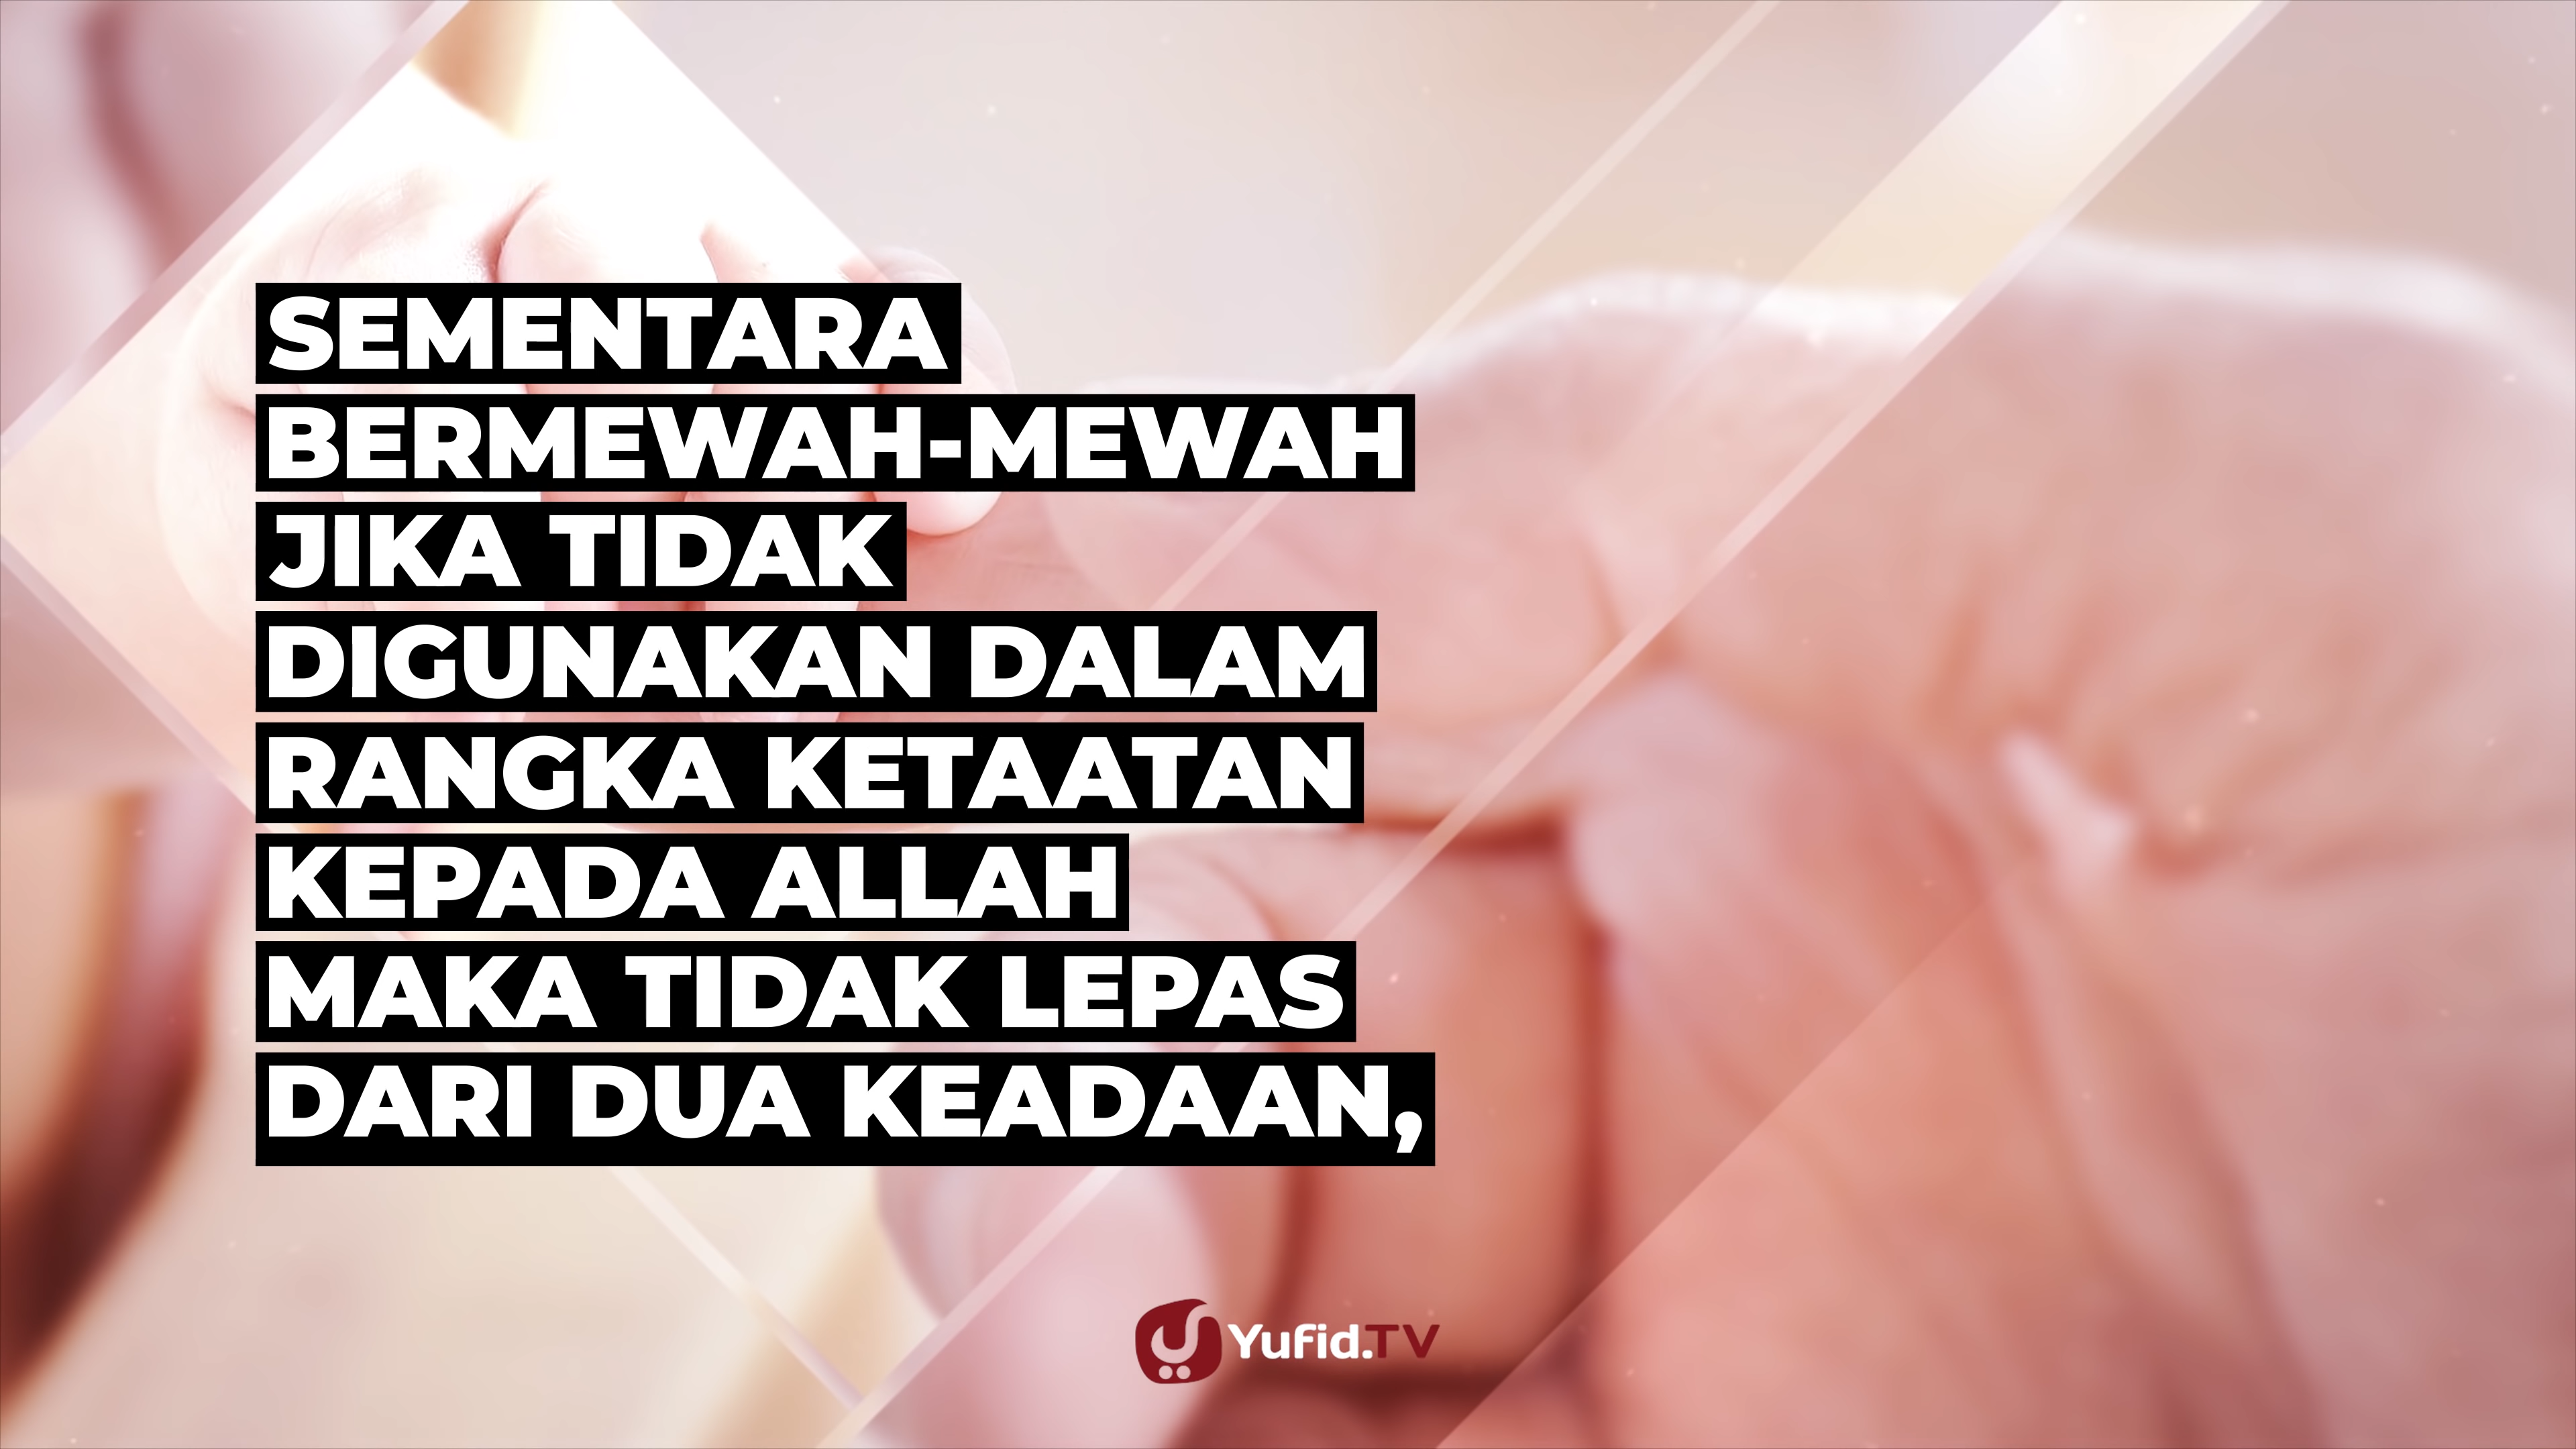 SEMENTARA
BERMEWAH-MEWAH
JIKA TIDAK
DIGUNAKAN DALAM
RANGKA KETAATAN
KEPADA ALLAH
MAKA TIDAK LEPAS
DARI DUA KEADAAN,
Yufid.TV